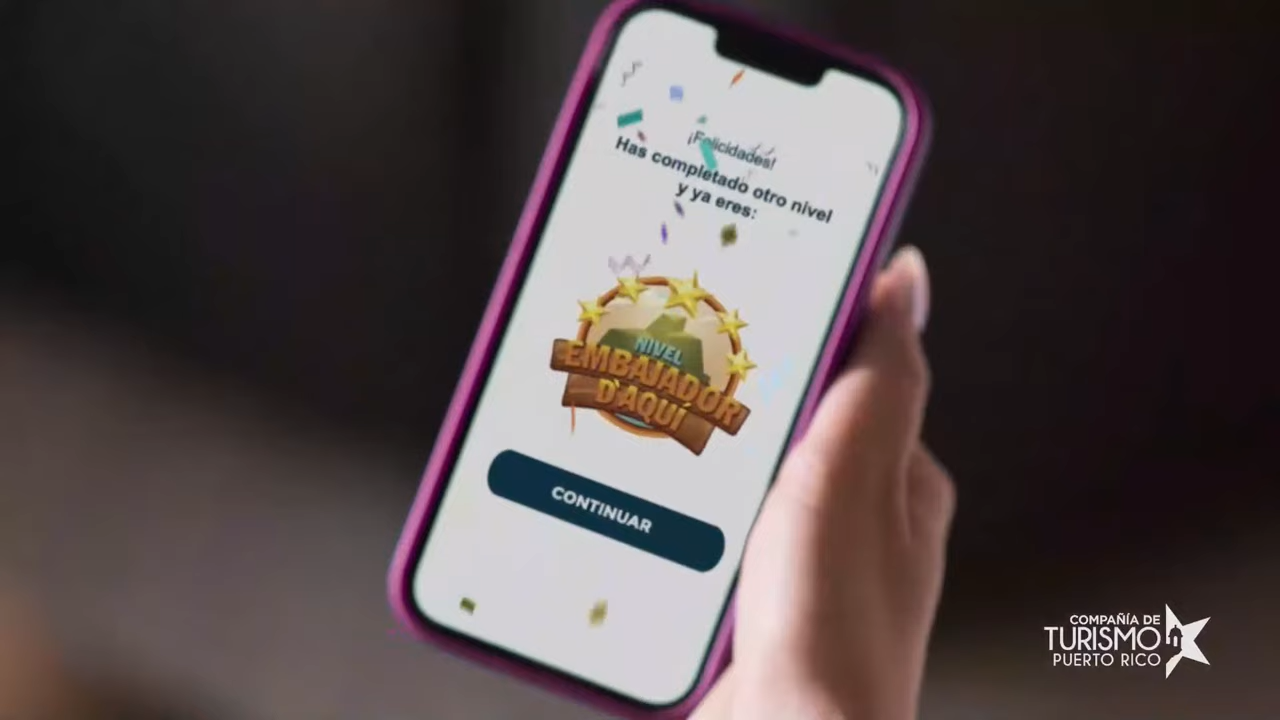 ¡Felicidades!
Has completado otro nivel
y ya eres:
NIVEL
EMBAJADOR
D'AQUÍ
CONTINUAR
COMPAÑÍA DE
TURISMO
PUERTO RICO